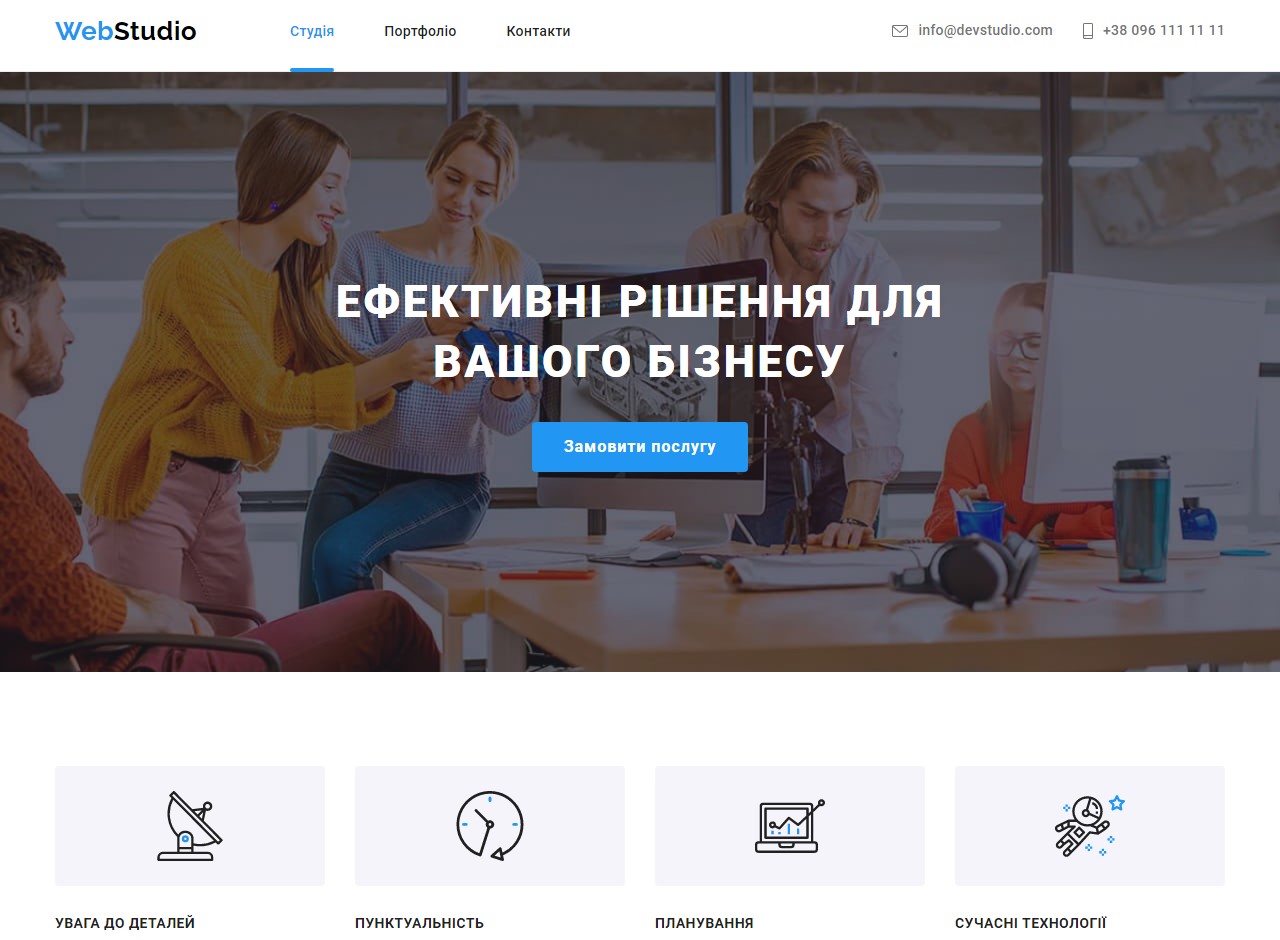 WebStudio
Студія
Портфоліо
Контакти
info@devstudio.com
+38 096 111 11 11
ЕФЕКТИВНІ РІШЕННЯ ДЛЯ
ВАШОГО БІЗНЕСУ
Замовити послугу
УВАГА ДО ДЕТАЛЕЙ
ПУНКТУАЛЬНІСТЬ
ПЛАНУВАННЯ
СУЧАСНІ ТЕХНОЛОГІЇ